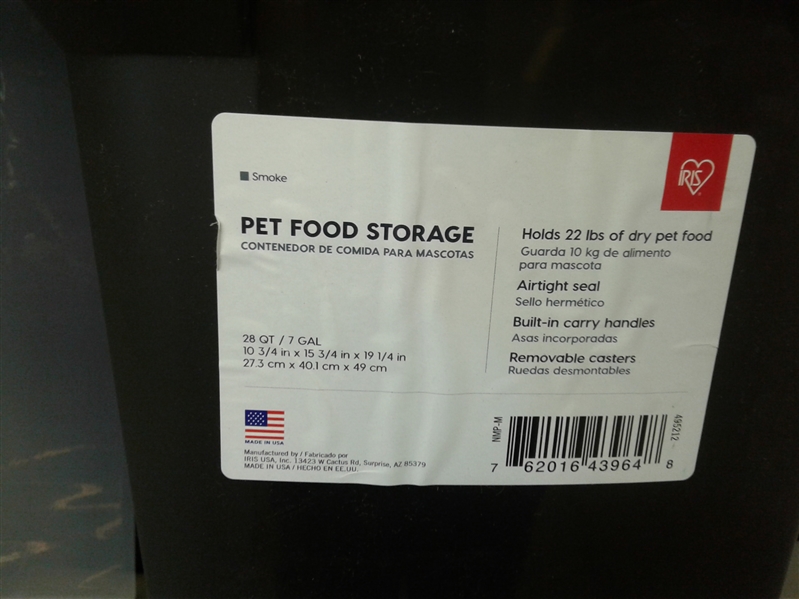 Smoke
IRIS
PET FOOD STORAGE
CONTENEDOR DE COMIDA PARA MASCOTAS
28 QT / 7 GAL
10 3/4 in x 15 3/4 in x 19 1/4 in
27.3 cm x 40.1 cm x 49 cm
Holds 22 lbs of dry pet food
Guarda 10 kg de alimento
para mascota
Airtight seal
Sello hermético
Built-in carry handles
Asas incorporadas
Removable casters
Ruedas desmontables
MADE IN USA
Manufactured by / Fabricado por
IRIS USA, Inc. 13423 W Cactus Rd, Surprise, AZ 85379
MADE IN USA / HECHO EN EE.UU.
NMP-M
495212
7 62016 43964 8